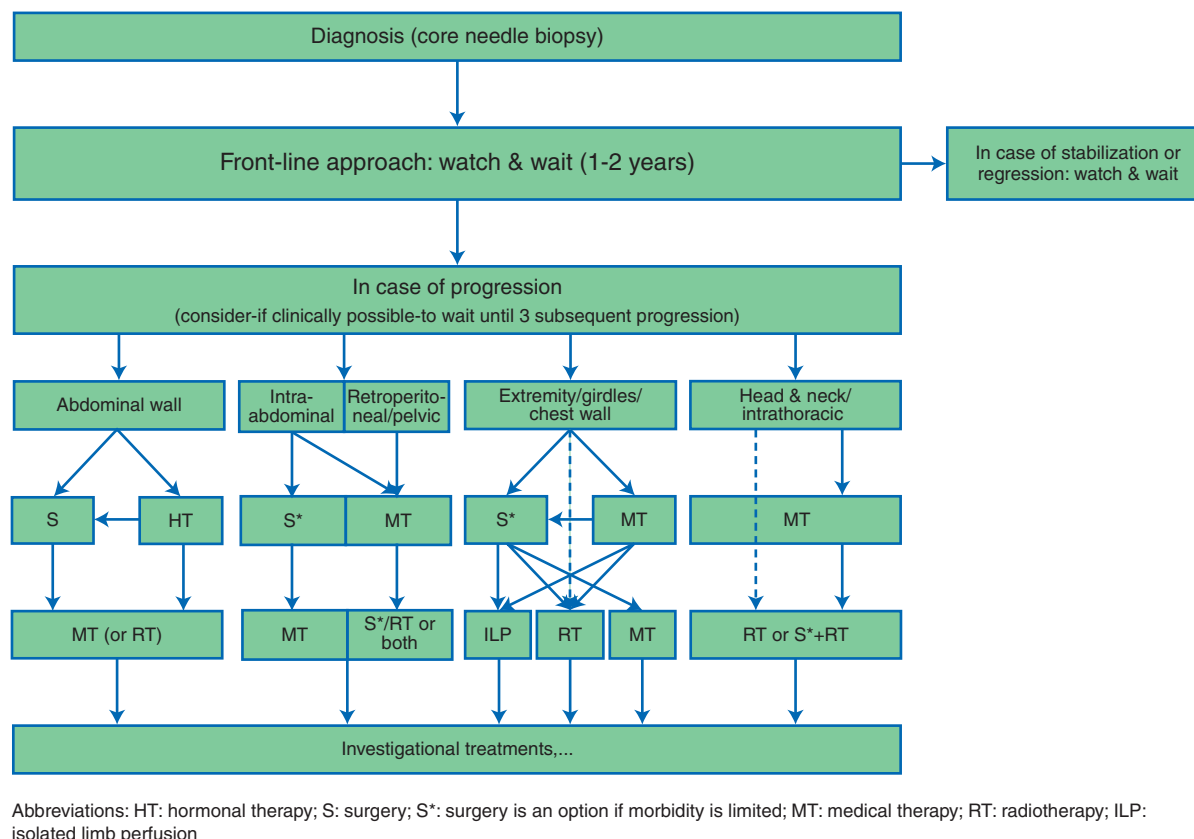 Diagnosis (core needle biopsy)
Front-line approach: watch & wait (1-2 years)
In case of stabilization or
regression: watch & wait
In case of progression
(consider-if clinically possible-to wait until 3 subsequent progression)
Abdominal wall
Intra-
abdominal
Retroperito-
neal/pelvic
Extremity/girdles/
chest wall
Head & neck/
intrathoracic
S
HT
S*
MT
S*
MT
MT
MT (or RT)
MT
S*/RT or
both
ILP
RT
MT
RT or S*+RT
Investigational treatments,...
Abbreviations: HT: hormonal therapy; S: surgery; S*: surgery is an option if morbidity is limited; MT: medical therapy; RT: radiotherapy; ILP:
isolated limb perfusion